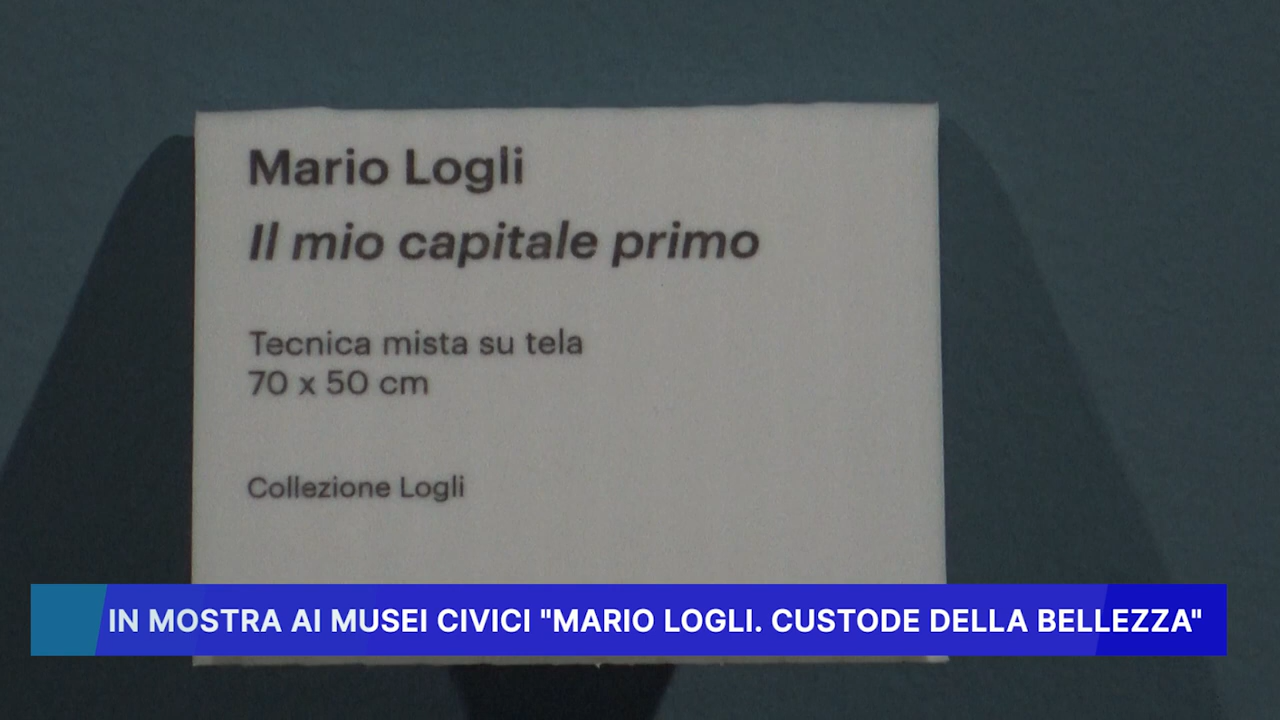 Mario Logli
Il mio capitale primo
Tecnica mista su tela
70 x 50 cm
Collezione Logli
IN MOSTRA AI MUSEI CIVICI "MARIO LOGLI. CUSTODE DELLA BELLEZZA"